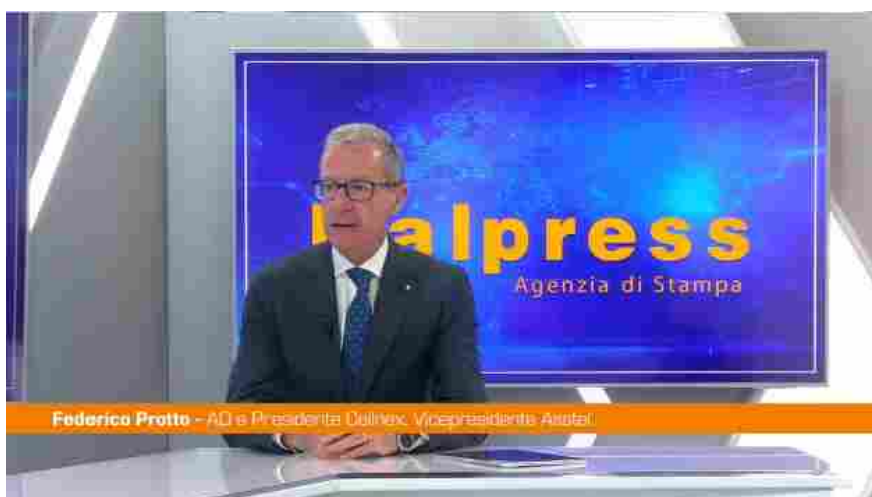 alpress
Agenzia di Stampa
Federico Protto - AD e Presidente Cellnex, Vicepresidente Asstel